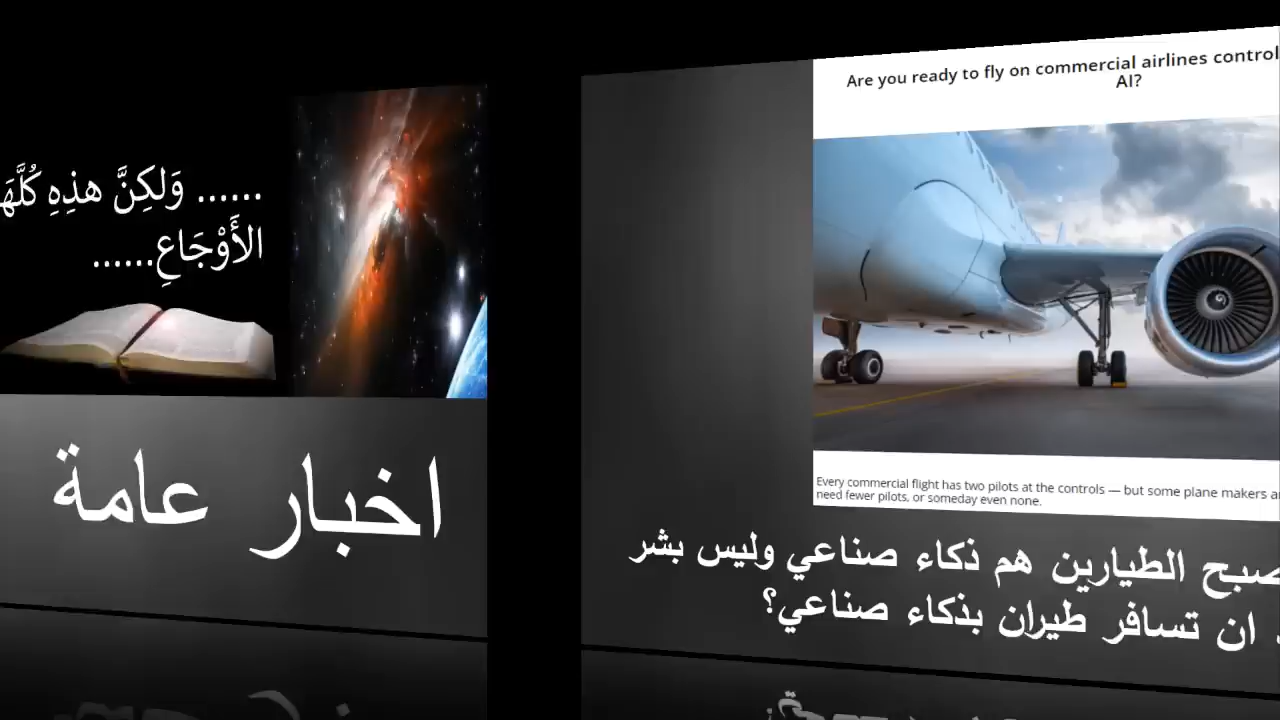 ...... وَلكِنَّ هذِهِ كُلَّهَ
الأَوْجَاعِ......
اخبار عامة
Are you ready to fly on commercial airlines control
AI?
Every commercial flight has two pilots at the controls — but some plane makers
need fewer pilots, or someday even none.
الطيارين هم ذكاء صناعي وليس بشر
ان تسافر طيران بذكاء صناعي؟